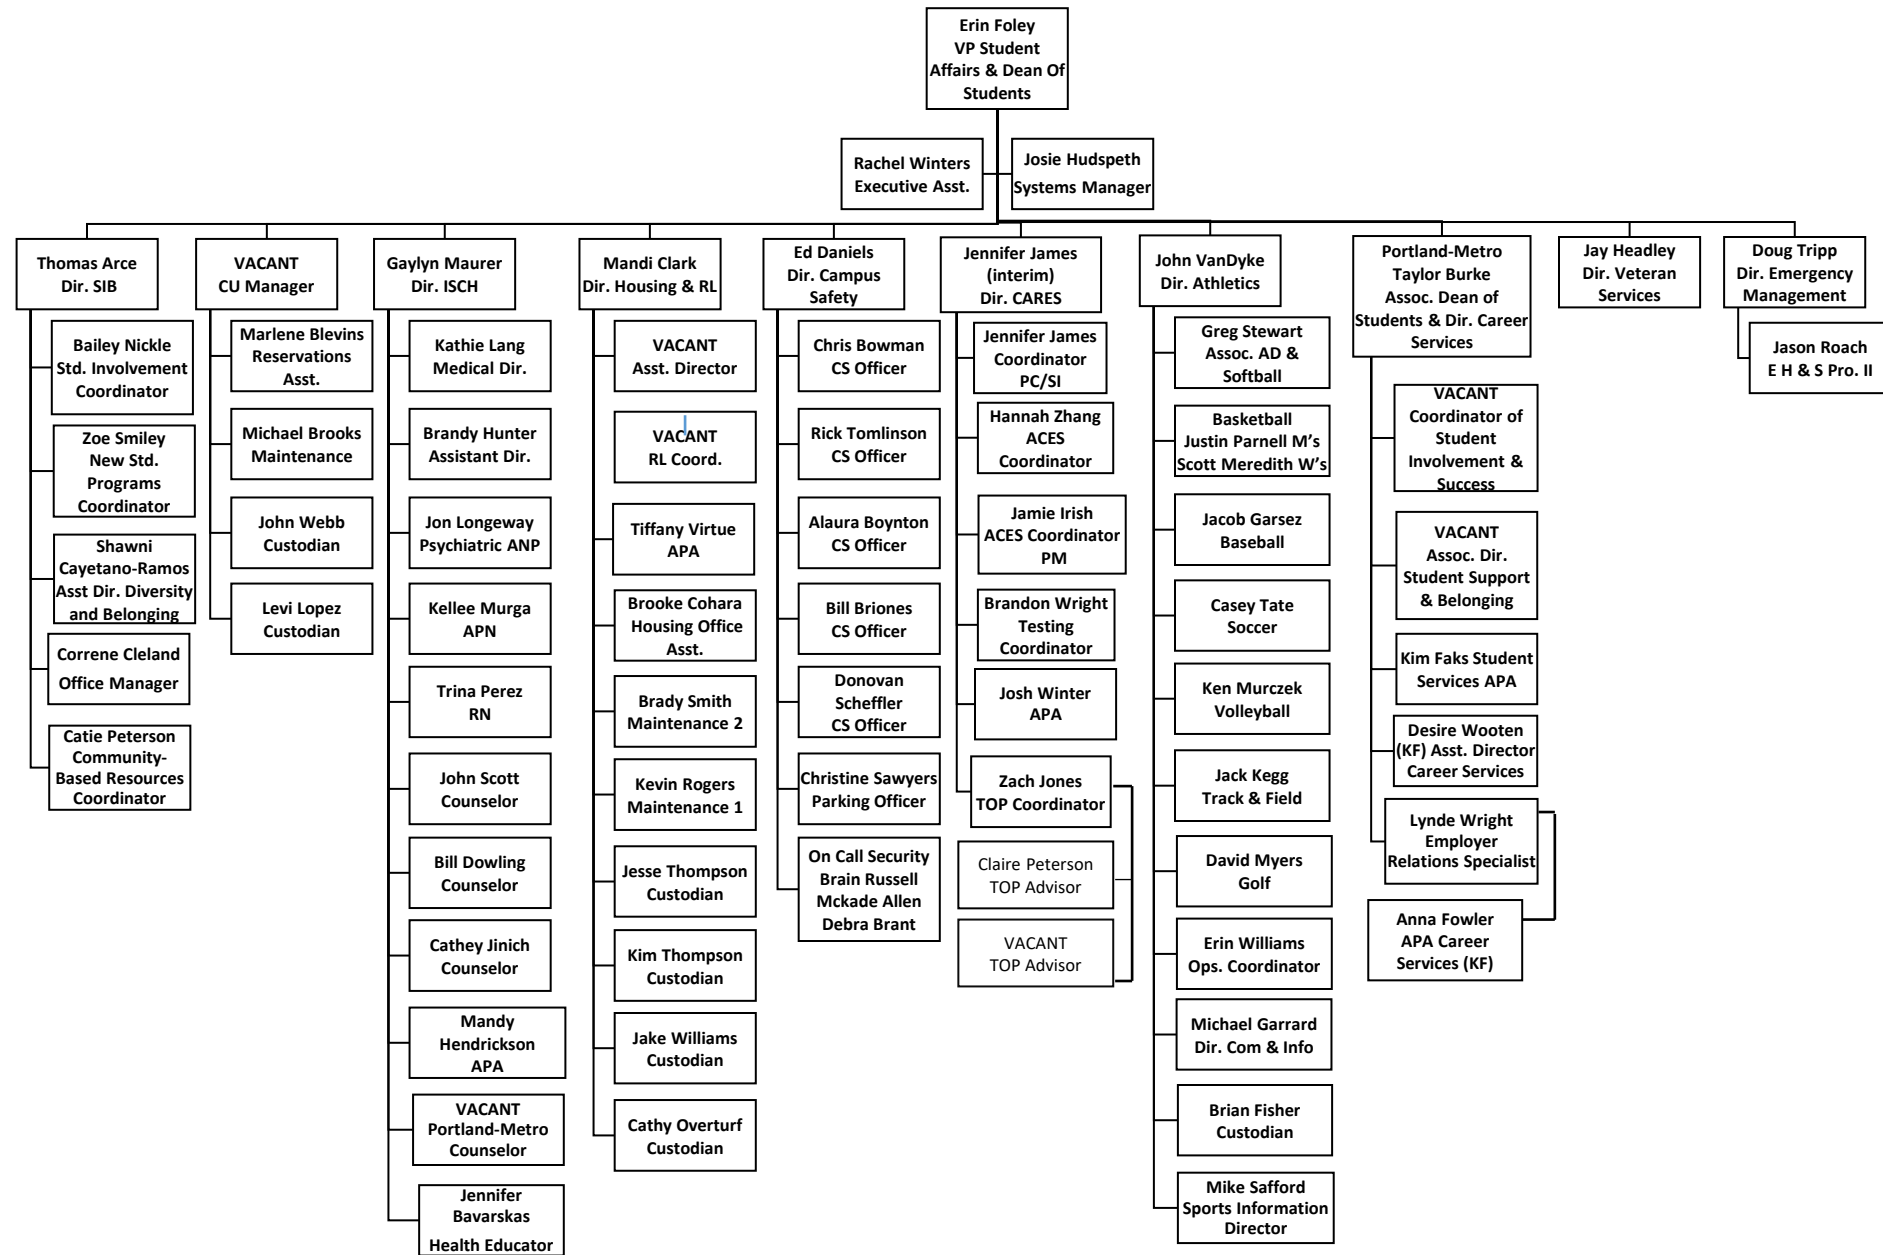 Erin Foley
VP Student
Affairs & Dean Of
Students
Rachel Winters
Executive Asst.
Josie Hudspeth
Systems Manager
Thomas Arce
Dir. SIB
Bailey Nickle
Std. Involvement
Coordinator
Zoe Smiley
New Std.
Programs
Coordinator
Shawni
Cayetano-Ramos
Asst Dir. Diversity
and Belonging
Correne Cleland
Office Manager
Catie Peterson
Community-
Based Resources
Coordinator
VACANT
CU Manager
Marlene Blevins
Reservations
Asst.
Michael Brooks
Maintenance
John Webb
Custodian
Levi Lopez
Custodian
Gaylyn Maurer
Dir. ISCH
Kathie Lang
Medical Dir.
Brandy Hunter
Assistant Dir.
Jon Longeway
Psychiatric ANP
Kellee Murga
APN
Trina Perez
RN
John Scott
Counselor
Bill Dowling
Counselor
Cathey Jinich
Counselor
Mandy
Hendrickson
APA
VACANT
Portland-Metro
Counselor
Jennifer
Bavarskas
Health Educator
Mandi Clark
Dir. Housing & RL
VACANT
Asst. Director
VACANT
RL Coord.
Tiffany Virtue
APA
Brooke Cohara
Housing Office
Asst.
Brady Smith
Maintenance 2
Kevin Rogers
Maintenance 1
Jesse Thompson
Custodian
Kim Thompson
Custodian
Jake Williams
Custodian
Cathy Overturf
Custodian
Ed Daniels
Dir. Campus
Safety
Chris Bowman
CS Officer
Rick Tomlinson
CS Officer
Alaura Boynton
CS Officer
Bill Briones
CS Officer
Donovan
Scheffler
CS Officer
Christine Sawyers
Parking Officer
On Call Security
Brain Russell
Mckade Allen
Debra Brant
Jennifer James
(interim)
Dir. CARES
Jennifer James
Coordinator
PC/SI
Hannah Zhang
ACES
Coordinator
Jamie Irish
ACES Coordinator
PM
Brandon Wright
Testing
Coordinator
Josh Winter
APA
Zach Jones
TOP Coordinator
Claire Peterson
TOP Advisor
VACANT
TOP Advisor
John VanDyke
Dir. Athletics
Greg Stewart
Assoc. AD &
Softball
Basketball
Justin Parnell M’s
Scott Meredith W’s
Jacob Garsez
Baseball
Casey Tate
Soccer
Ken Murczek
Volleyball
Jack Kegg
Track & Field
David Myers
Golf
Erin Williams
Ops. Coordinator
Michael Garrard
Dir. Com & Info
Brian Fisher
Custodian
Mike Safford
Sports Information
Director
Portland-Metro
Taylor Burke
Assoc. Dean of
Students & Dir. Career
Services
VACANT
Coordinator of
Student
Involvement &
Success
VACANT
Assoc. Dir.
Student Support
& Belonging
Kim Faks Student
Services APA
Desire Wooten
(KF) Asst. Director
Career Services
Lynde Wright
Employer
Relations Specialist
Anna Fowler
APA Career
Services (KF)
Jay Headley
Dir. Veteran
Services
Doug Tripp
Dir. Emergency
Management
Jason Roach
E H & S Pro. II